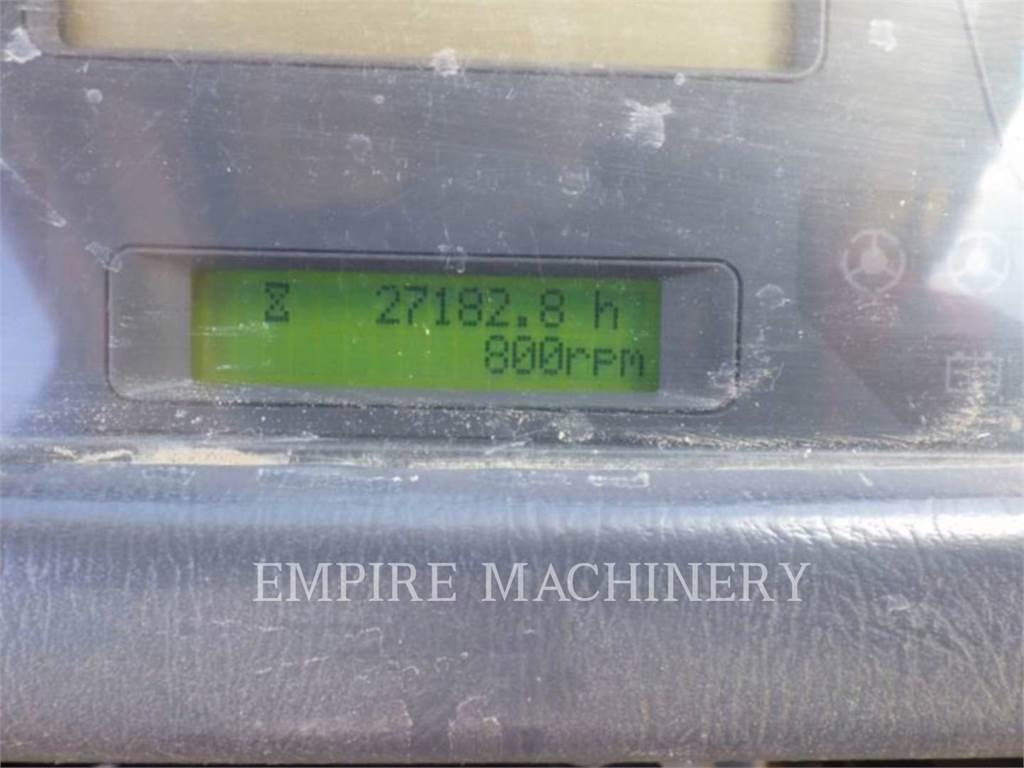 27182.8 h
800rpm
EMPIRE MACHINERY